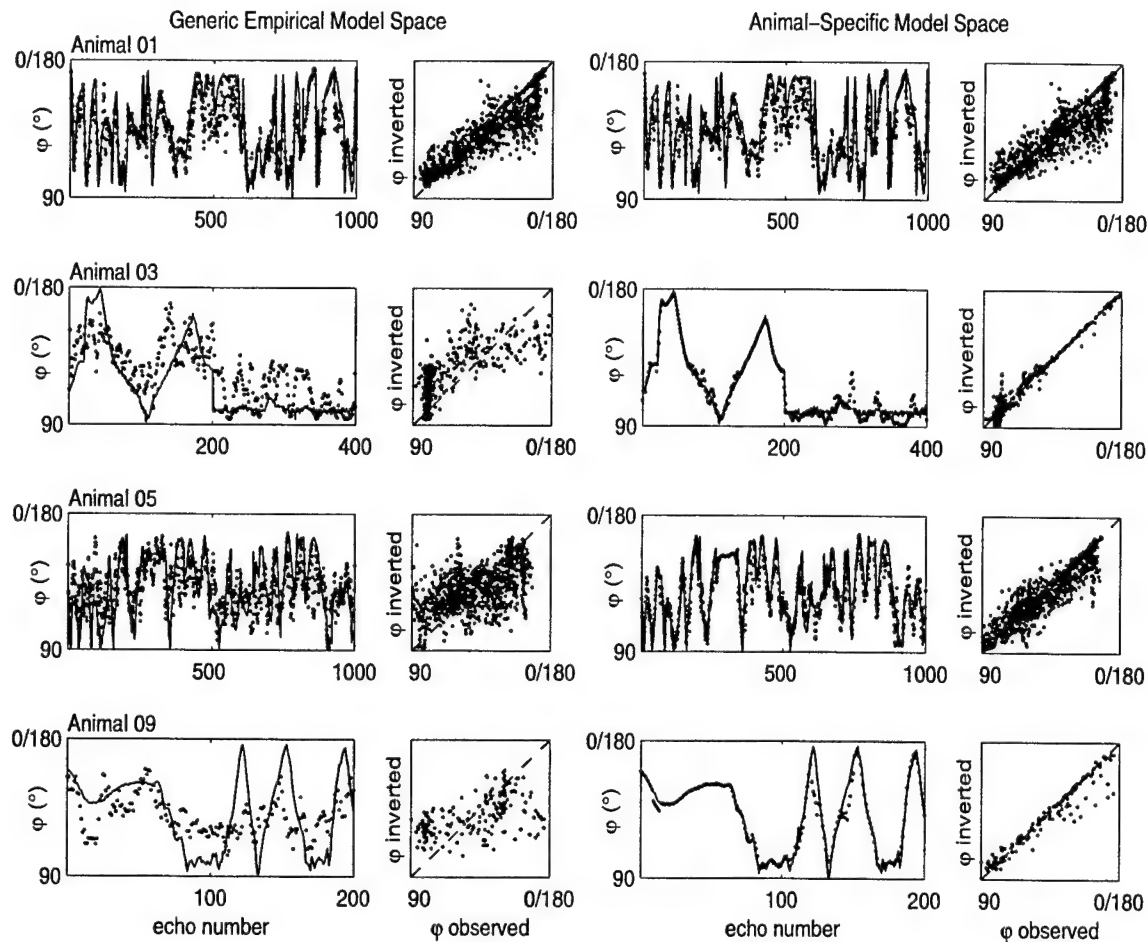 Generic Empirical Model Space
Animal-Specific Model Space
Animal 01
0/180
φ (°)
90
500
1000
φ inverted
90
0/180
0/180
φ (°)
90
500
1000
φ inverted
90
0/180
Animal 03
0/180
φ (°)
90
200
400
φ inverted
90
0/180
0/180
φ (°)
90
200
400
φ inverted
90
0/180
Animal 05
0/180
φ (°)
90
500
1000
φ inverted
90
0/180
0/180
φ (°)
90
500
1000
φ inverted
90
0/180
Animal 09
0/180
φ (°)
90
100
200
echo number
φ inverted
90
0/180
φ observed
0/180
φ (°)
90
100
200
echo number
φ inverted
90
0/180
φ observed